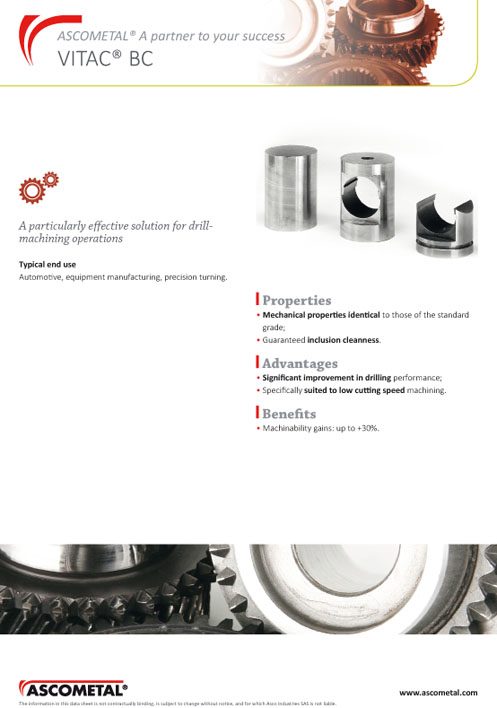 ASCOMETAL® A partner to your success
VITAC® BC
A particularly effective solution for drill-
machining operations
Typical end use
Automotive, equipment manufacturing, precision turning.
Properties
• Mechanical properties identical to those of the standard
grade;
• Guaranteed inclusion cleanness.
Advantages
• Significant improvement in drilling performance;
• Specifically suited to low cutting speed machining.
Benefits
• Machinability gains: up to +30%.
ASCOMETAL®
www.ascometal.com
The information in this data sheet is not contractually binding, is subject to change without notice, and for which Asco Industries SAS is not liable.